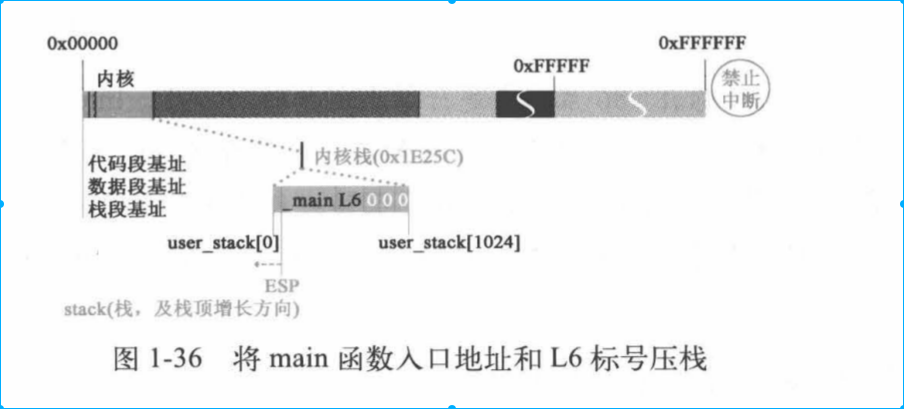 0x00000
0xFFFFFF
内核
0xFFFFF
禁止
中断
代码段基址
内核栈(0x1E25C)
数据段基址
栈段基址
_main L6 0 0 0
user_stack[0]
user_stack[1024]
ESP
stack(栈，及栈顶增长方向)
图 1-36 将 main 函数入口地址和 L6 标号压栈